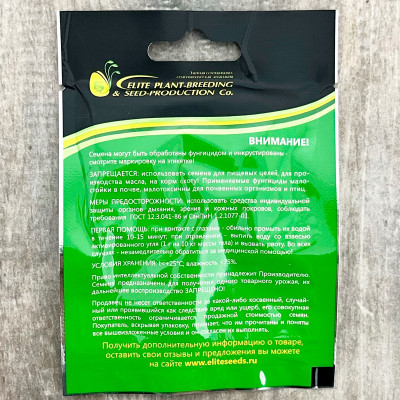 ELITE PLANT-BREEDING
& SEED-PRODUCTION Co.
ВНИМАНИЕ!
Семена могут быть обработаны фунгицидом и инкрустированы -
смотрите маркировку на этикетке!
ЗАПРЕЩАЕТСЯ: использовать семена для пищевых целей, для про-
изводства масла, на корм скоту! Применяемые фунгициды мало-
стойки в почве, малотоксичны для почвенных организмов и птиц.
МЕРЫ ПРЕДОСТОРОЖНОСТИ: использовать средства индивидуальной
защиты органов дыхания, зрения и кожных покровов, соблюдать
требования ГОСТ 12.3.041-86 и СанПиН 1.2.1077-01.
ПЕРВАЯ ПОМОЩЬ: при контакте с глазами - обильно промыть их водой
в течение 10-15 минут, при отравлении - выпить воду со взвесью
активированного угля (1 г на 10 кг массы тела) и вызвать рвоту. Во всех
случаях - незамедлительно обратиться за медицинской помощью!
УСЛОВИЯ ХРАНЕНИЯ: t<+25°C, влажность
Право интеллектуальной собственности принадлежит Производителю.
Семена предназначены для получения одного товарного урожая, их
дальнейшее воспроизводство ЗАПРЕЩЕНО!
Продавец не несет ответственности за какой-либо косвенный, случай-
ный или проявившийся как следствие вред или ущерб, его совокупная
ответственность ограничивается продажной стоимостью семян.
Покупатель, вскрывая упаковку, признает, что им прочитаны и поняты
все вышеуказанные условия и он согласен их выполнять.
Получить дополнительную информацию о товаре,
оставить свои отзывы и предложения вы можете
на сайте www.eliteseeds.ru